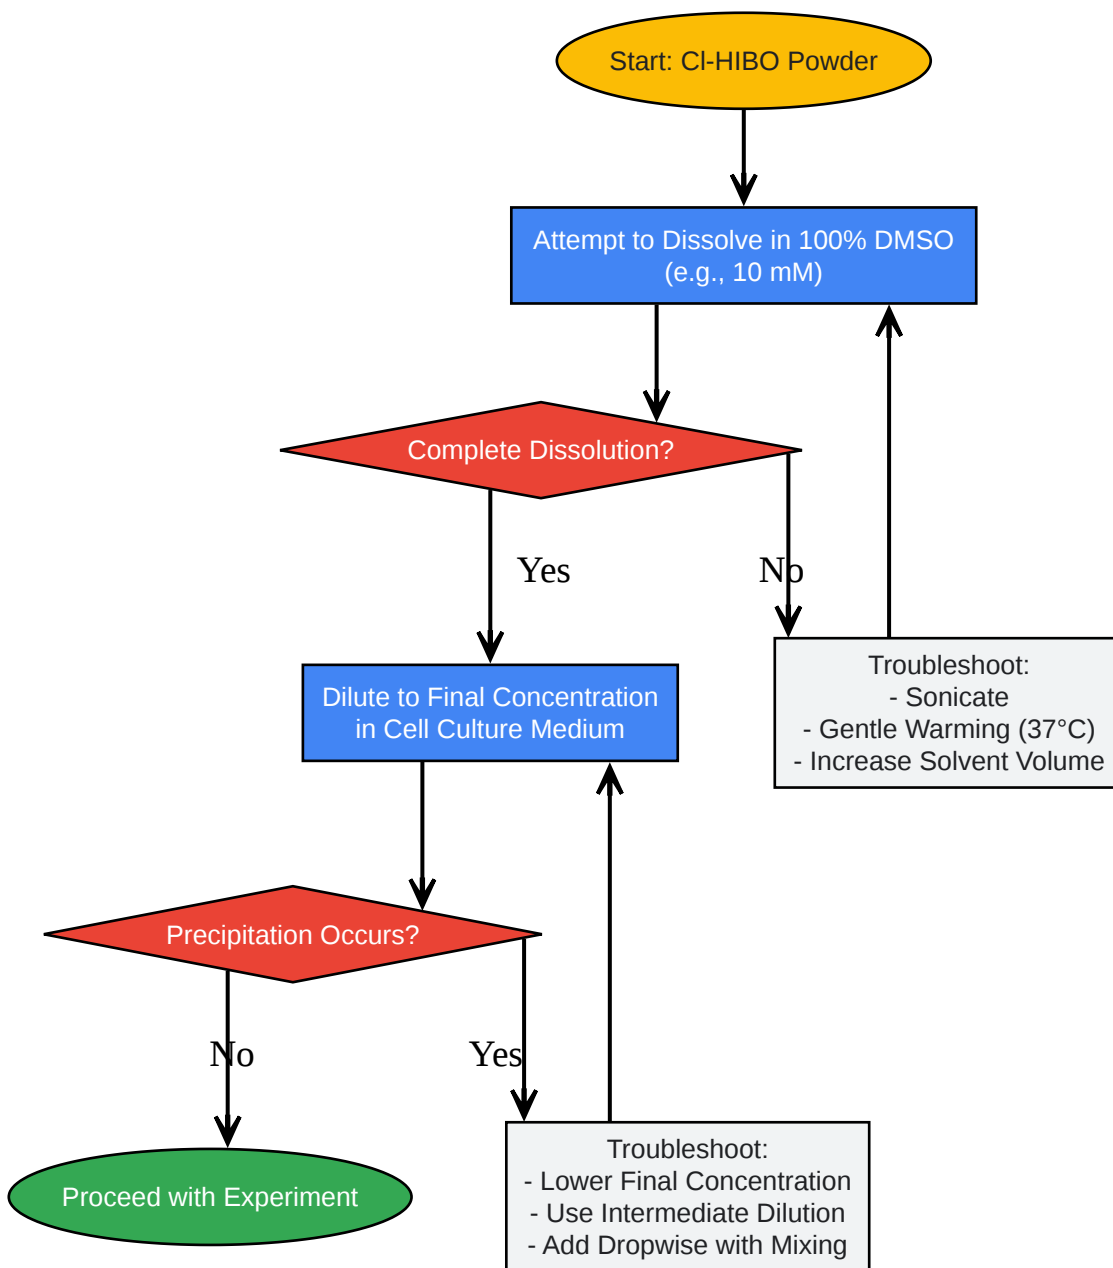 Start: Cl-HIBO Powder
Attempt to Dissolve in 100% DMSO
(e.g., 10 mM)
Complete Dissolution?
Yes
No
Troubleshoot:
- Sonicate
- Gentle Warming (37°C)
- Increase Solvent Volume
Dilute to Final Concentration
in Cell Culture Medium
Precipitation Occurs?
No
Yes
Proceed with Experiment
Troubleshoot:
- Lower Final Concentration
- Use Intermediate Dilution
- Add Dropwise with Mixing